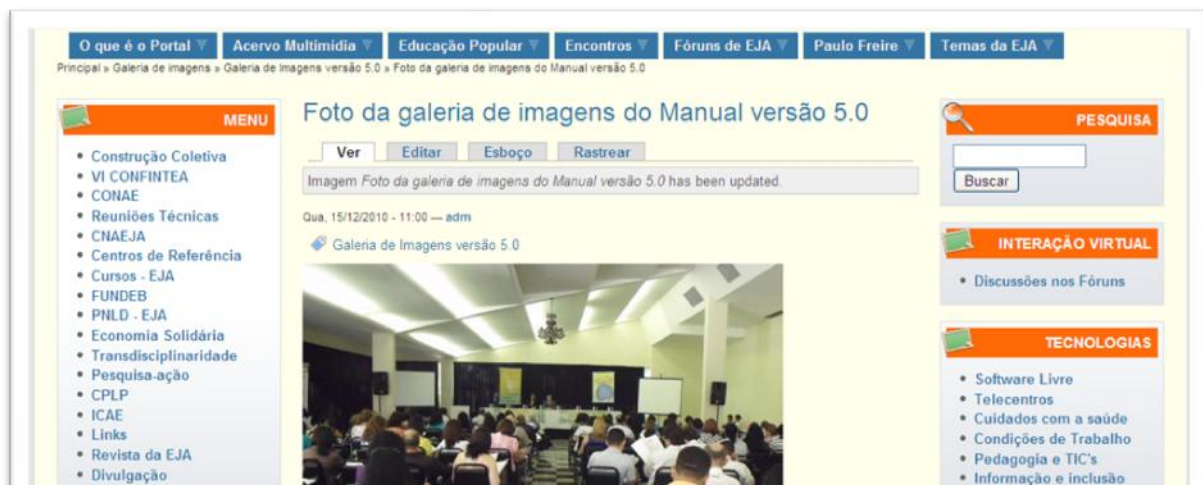 O que é o Portal
Acervo Multimidia
Educação Popular
Encontros
Fóruns de EJA
Paulo Freire
Temas da EJA
Principal » Galeria de imagens » Galeria de Imagens versão 5.0 » Foto da galeria de imagens do Manual versão 5.0
MENU
Construção Coletiva
VI CONFINTEA
CONAE
Reuniões Técnicas
CNAEJA
Centros de Referência
Cursos - EJA
FUNDEB
PNLD - EJA
Economia Solidária
Transdisciplinaridade
Pesquisa-ação
CPLP
ICAE
Links
Revista da EJA
Divulgação
Foto da galeria de imagens do Manual versão 5.0
Ver
Editar
Esboço
Rastrear
Imagem Foto da galeria de imagens do Manual versão 5.0 has been updated.
Qua, 15/12/2010 - 11:00 — adm
Galeria de Imagens versão 5.0
PESQUISA
Buscar
INTERAÇÃO VIRTUAL
Discussões nos Fóruns
TECNOLOGIAS
Software Livre
Telecentros
Cuidados com a saúde
Condições de Trabalho
Pedagogia e TIC's
Informação e inclusão